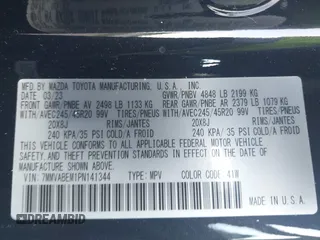 MFD. BY MAZDA TOYOTA MANUFACTURING, U.S.A., INC.
DATE 03/23 GVWR/PNBV 4848 LB 2199 KG
FRONT GAWR/PNBE AV 2498 LB 1133 KG REAR GAWR/PNBE AR 2379 LB 1079 KG
WITH/AVEC245/45R20 99V TIRES/PNEUS WITH/AVEC245/45R20 99V TIRES/PNEUS
20X8J RIMS/JANTES 20X8J RIMS/JANTES
240 KPA/35 PSI COLD/A FROID 240 KPA/35 PSI COLD/A FROID
THIS VEHICLE CONFORMS TO ALL APPLICABLE FEDERAL
MOTOR VEHICLE SAFETY, BUMPER, AND THEFT
PREVENTION STANDARDS IN EFFECT ON THE DATE OF
MANUFACTURE SHOWN ABOVE.
VIN: 7MMVABEM1PN141344 TYPE: MPV COLOR CODE: 41W
© DREAMBID